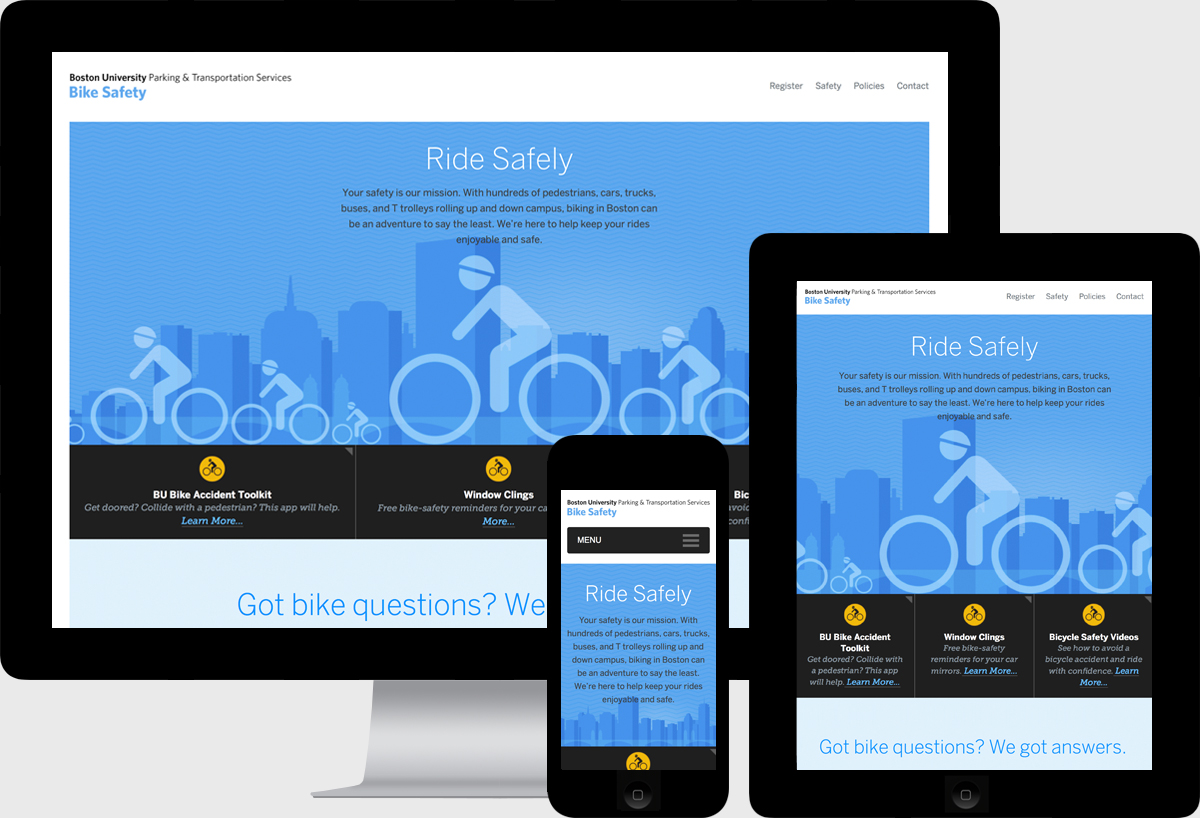 Boston University Parking & Transportation Services
Bike Safety
Register Safety Policies Contact
Ride Safely
Your safety is our mission. With hundreds of pedestrians, cars, trucks,
buses, and T trolleys rolling up and down campus, biking in Boston can
be an adventure to say the least. We're here to help keep your rides
enjoyable and safe.
BU Bike Accident Toolkit
Get doored? Collide with a pedestrian? This app will help.
Learn More...
Window Clings
Free bike-safety reminders for your ca
More...
Bic
Got bike questions? We
Boston University Parking & Transportation Services
Bike Safety
MENU
Ride Safely
Your safety is our mission. With
hundreds of pedestrians, cars, trucks,
buses, and T trolleys rolling up and
down campus, biking in Boston can
be an adventure to say the least.
We're here to help keep your rides
enjoyable and safe.
Boston University Parking & Transportation Services
Bike Safety
Register Safety Policies Contact
Ride Safely
Your safety is our mission. With hundreds of pedestrians, cars, trucks,
buses, and T trolleys rolling up and down campus, biking in Boston can
be an adventure to say the least. We're here to help keep your rides
enjoyable and safe.
BU Bike Accident
Toolkit
Get doored? Collide with
a pedestrian? This app
will help. Learn More...
Window Clings
Free bike-safety
reminders for your car
mirrors. Learn More...
Bicycle Safety Videos
See how to avoid a
bicycle accident and ride
with confidence. Learn
More...
Got bike questions? We got answers.